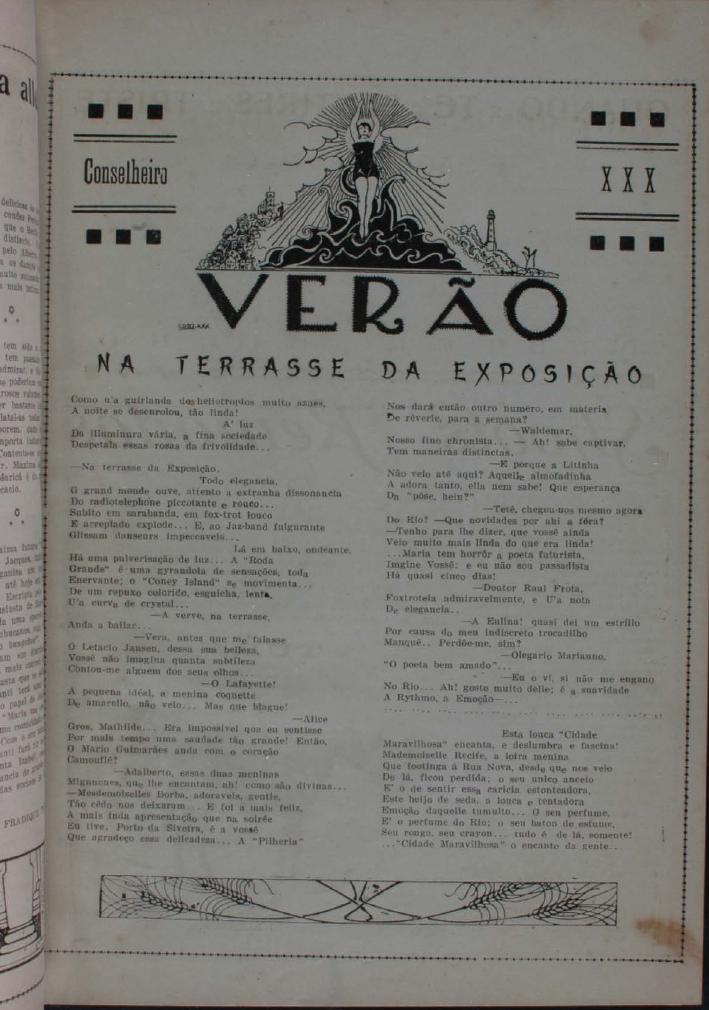 Conselheiro
X X X
VERÃO
NA TERRASSE DA EXPOSIÇÃO
Como u'a guirlanda dos heliotropios muito azues,
A noite se desenrolou, tão linda!
A' luz
Da illuminura vária, a fina sociedade
Despetala essas rosas da frivolidade...
—Na terrasse da Exposição.
Todo elegancia,
O grand monde ouve, attento a extranha dissonancia
Do radiotelephone piccotante e rouco...
Subito em sarabanda, em fox-trot louco
E arreplado explode... E, ao Jaz-band fulgurante
Glissam danseurs impeccaveis...
Lá em baixo, ondeante,
Há uma pulverisação de luz... A "Roda
Grande" é uma gyrandola de sensações, toda
Enervante; o "Coney Island" se movimenta...
De um repuxo colorido, esguicha, lenta,
U'a curva de crystal...
—A verve, na terrasse,
Anda a bailar...
—Vera, antes que me falasse
O Letacio Jansen, dessa sua belleza,
Vossê não imagina quanta subtileza
Contou-me alguem dos seus olhos...
—O Lafayette!
A pequena idéal, a menina coquette
De amarello, não veio... Mas que blague!
—Alice
Gros, Mathilde... Era impossivel que eu sentisse
Por mais tempo uma saudade tão grande! Então,
O Mario Guimarães anda com o coração
Camouflé?
—Adalberto, essas duas meninas
Mignonnes, que lhe encantam, ah! como são divinas...
—Mesdemoiselles Borba, adoraveis, gentis,
Tão cêdo nos deixaram... E foi a mais feliz,
A mais inda apresentação que na soirée
Eu tive, Porto da Silveira, é a vossê
Que agradeço essa delicadeza... A "Pilheria"
Nos dará então outro numero, em materia
De rêverie, para a semana?
—Waldemar,
Nosso fino chronista... — Ah! sabe captivar,
Tem maneiras distinctas.
—E porque a Litinha
Não veio até aqui? Aquelle almofadinha
A adora tanto, ella nem sabe! Que esperança
Da "pôse, hein?"
—Tetê, chegou-nos mesmo agora
Do Rio? —Que novidades por ahi a fóra?
—Tenho para lhe dizer, que vossê ainda
Veio muito mais linda do que era linda!
...Maria tem horrôr a poeta futurista,
Imgine Vossê: e eu não sou passadista
Há quasi cinco dias!
—Doutor Raul Frota,
Foxtroteia admiravelmente, e U'a nota
De elegancia..
—A Eulina! quasi dei um estrillo
Por causa do meu indiscreto trocadilho
Manquê.. Perdôe-me, sim?
—Olegario Marianno,
"O poeta bem amado"...
—Eu o vi, si não me engano
No Rio... Ah! gosto muito delle; é a suavidade
A Rythmo, a Emoção—...
Esta louca "Cidade
Maravilhosa" encanta, e deslumbra e fascina!
Mademoiselle Recife, a loira menina
Que footinga á Rua Nova, desde que nos veio
De lá, ficou perdida; o seu unico anceio
E' o de sentir essa caricia estonteadora,
Este beijo de seda, a louca e tentadora
Emoção daquelle tumulto... O seu perfume,
E' o perfume do Rio; o seu baton de esfume,
Seu rouge, seu crayon... tudo é de lá, somente!
..."Cidade Maravilhosa" o encanto da gente...